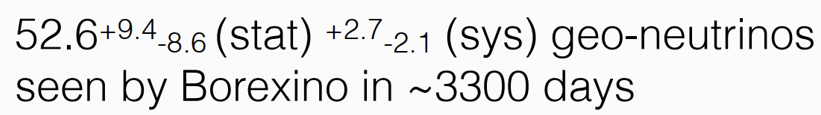 52.6+9.4-8.6 (stat) +2.7-2.1 (sys) geo-neutrinos
seen by Borexino in ~3300 days